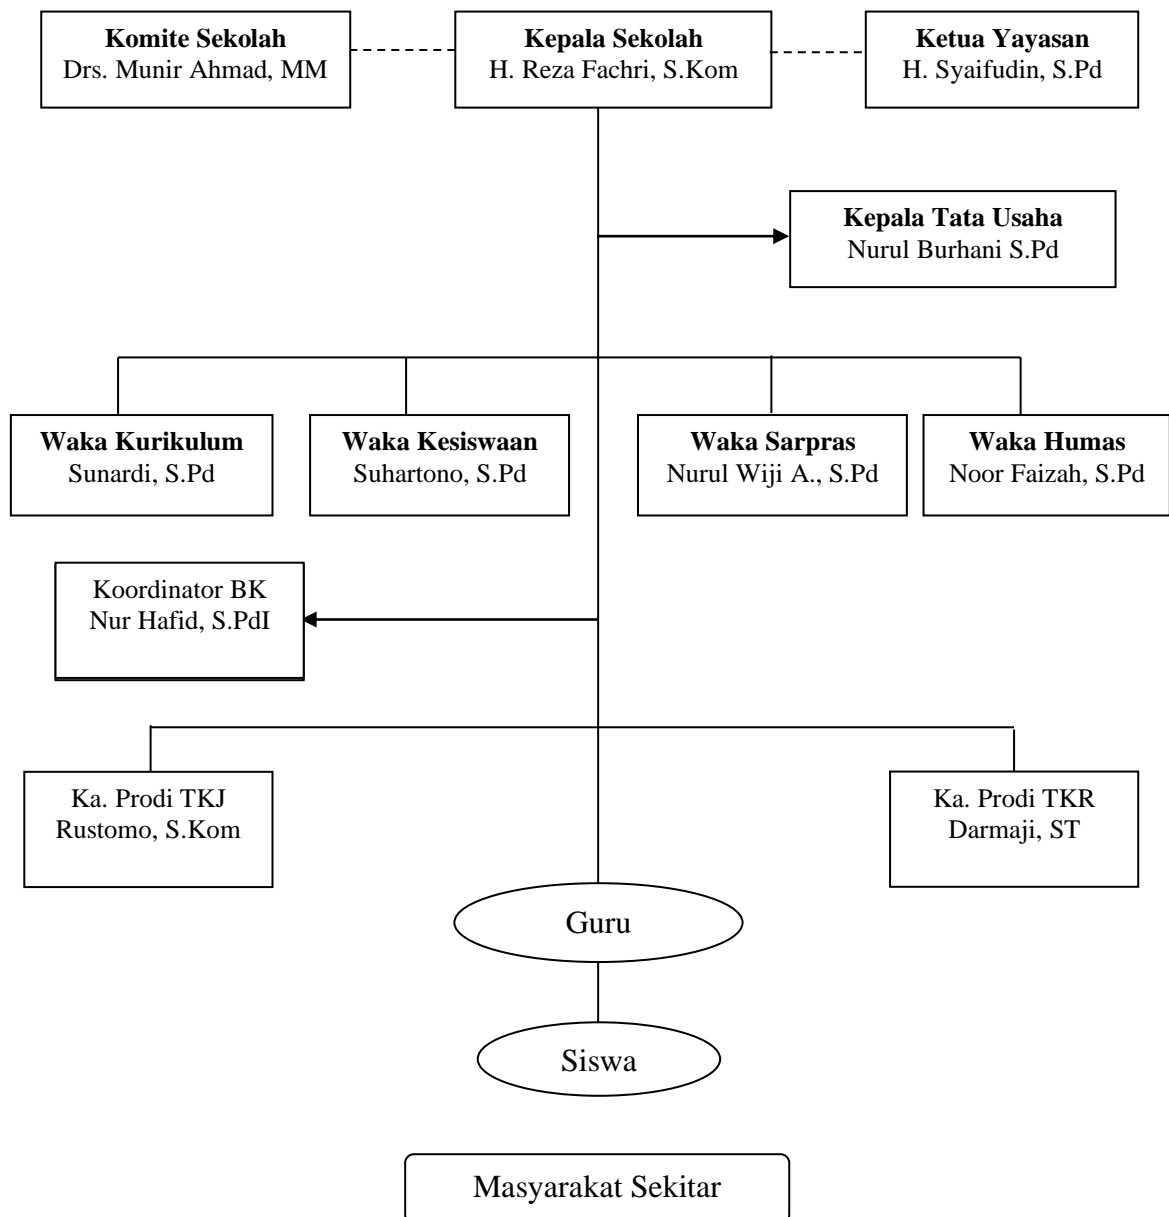 Komite Sekolah
Drs. Munir Ahmad, MM
Kepala Sekolah
H. Reza Fachri, S.Kom
Ketua Yayasan
H. Syaifudin, S.Pd
Kepala Tata Usaha
Nurul Burhani S.Pd
Waka Kurikulum
Sunardi, S.Pd
Waka Kesiswaan
Suhartono, S.Pd
Waka Sarpras
Nurul Wiji A., S.Pd
Waka Humas
Noor Faizah, S.Pd
Koordinator BK
Nur Hafid, S.PdI
Ka. Prodi TKJ
Rustomo, S.Kom
Ka. Prodi TKR
Darmaji, ST
Guru
Siswa
Masyarakat Sekitar